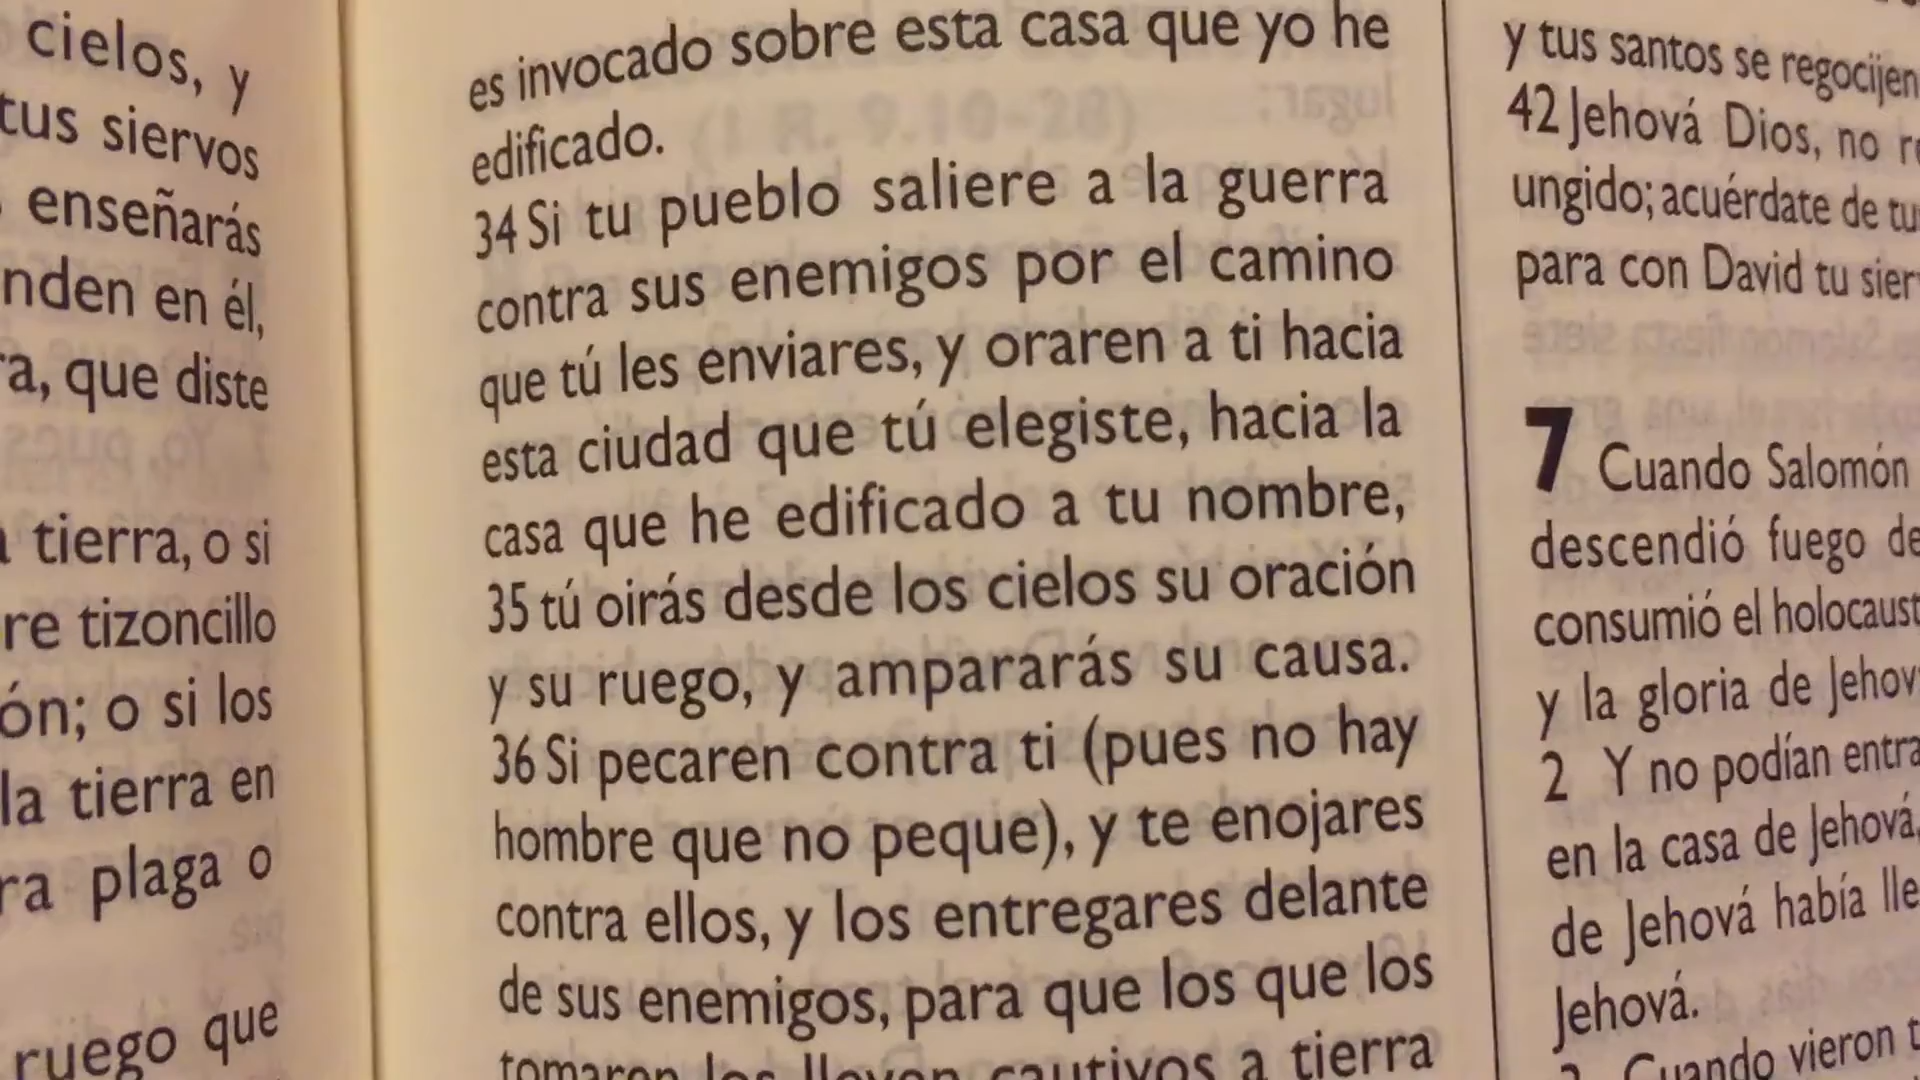 cielos, y
tus siervos
enseñarás
nden en él,
ra, que diste
tierra, o si
re tizoncillo
ón; o si los
la tierra en
ra plaga o
ruego que
es invocado sobre esta casa que yo he
edificado.
34 Si tu pueblo saliere a la guerra
contra sus enemigos por el camino
que tú les enviares, y oraren a ti hacia
esta ciudad que tú elegiste, hacia la
casa que he edificado a tu nombre,
35 tú oirás desde los cielos su oración
y su ruego, y ampararás su causa.
36 Si pecaren contra ti (pues no hay
hombre que no peque), y te enojares
contra ellos, y los entregares delante
de sus enemigos, para que los que los
tomaren los lleven cautivos a tierra
y tus santos se regocijen
42 Jehová Dios, no r
ungido; acuérdate de tu
para con David tu sier
7 Cuando Salomón
descendió fuego de
consumió el holocaust
y la gloria de Jehov
2 Y no podían entra
en la casa de Jehová,
de Jehová había lle
Jehová.
Cuando vieron t